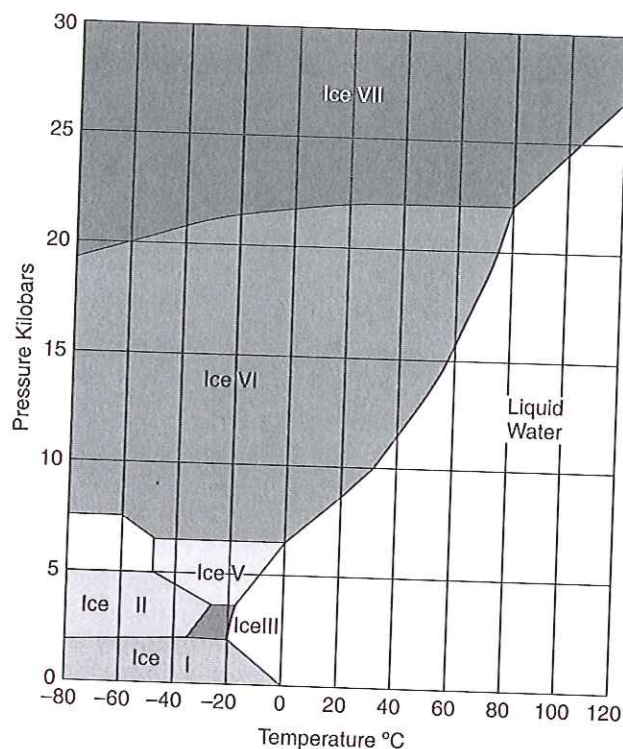 30
25
20
15
10
5
0
Pressure Kilobars
Ice VII
Ice VI
Liquid
Water
Ice V
Ice II
IceIII
Ice I
–80 –60 –40 –20 0 20 40 60 80 100 120
Temperature ºC